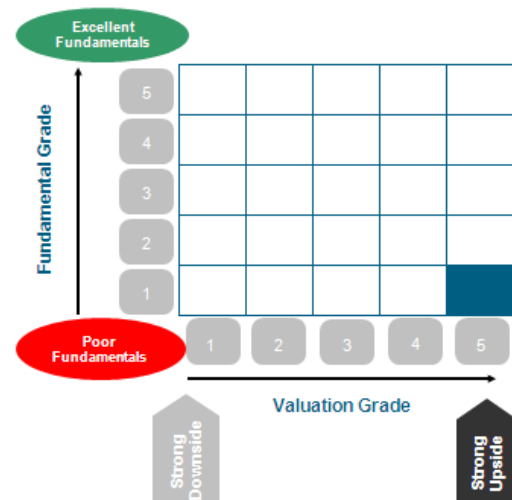 Excellent
Fundamentals
Fundamental Grade
5
4
3
2
1
Poor
Fundamentals
1
2
3
4
5
Valuation Grade
Strong
Downside
Strong
Upside